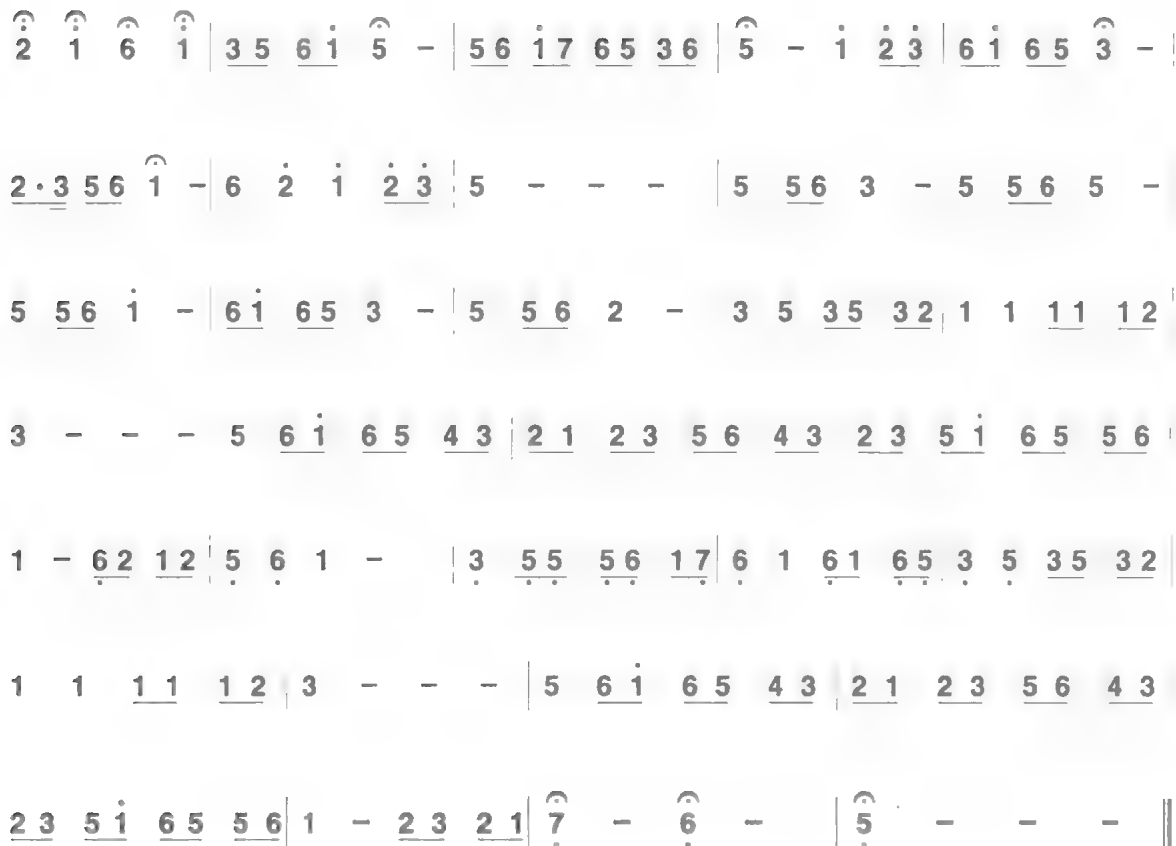 2̇ 1̇ 6 1̇ | 3 5 6 1̇ 5 - | 5 6 1̇ 7 6 5 3 6 | 5 - 1̇ 2̇ 3̇ | 6 1̇ 6 5 3 - |
2 · 3 5 6 1 - | 6 2̇ 1̇ 2̇ 3̇ | 5 - - - | 5 5 6 3 - 5 5 6 5 -
5 5 6 1̇ - | 6 1̇ 6 5 3 - | 5 5 6 2 - 3 5 3 5 3 2 | 1 1 1 1 1 2
3 - - - 5 6 1̇ 6 5 4 3 | 2 1 2 3 5 6 4 3 2 3 5 1̇ 6 5 5 6 |
1 - 6̣ 2 1 2 | 5̣ 6̣ 1 - | 3̣ 5̣ 5̣ 5̣ 6̣ 1 7̣ | 6̣ 1 6̣ 1 6̣ 5̣ 3̣ 5̣ 3 5 3 2 |
1 1 1 1 1 2 | 3 - - - | 5 6 1̇ 6 5 4 3 | 2 1 2 3 5 6 4 3
2 3 5 1̇ 6 5 5 6 | 1 - 2 3 2 1 | 7̣ - 6̣ - | 5̣ - - - ‖